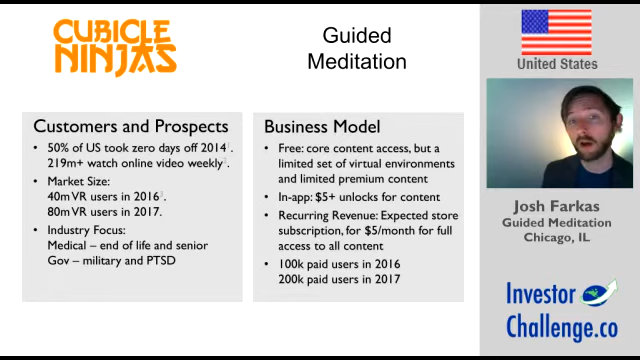 CUBICLE
NINJAS
Guided
Meditation
Customers and Prospects
• 50% of US took zero days off 2014¹.
219m+ watch online video weekly².
• Market Size:
40m VR users in 2016³.
80m VR users in 2017.
• Industry Focus:
Medical – end of life and senior
Gov – military and PTSD
Business Model
• Free: core content access, but a
limited set of virtual environments
and limited premium content
• In-app: $5+ unlocks for content
• Recurring Revenue: Expected store
subscription, for $5/month for full
access to all content
• 100k paid users in 2016
200k paid users in 2017
United States
Josh Farkas
Guided Meditation
Chicago, IL
Investor
Challenge.co